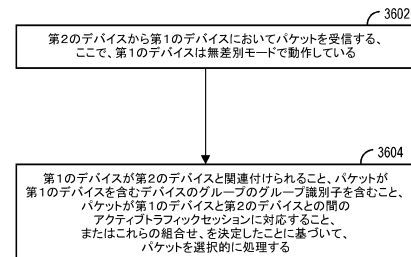 3602
第2のデバイスから第1のデバイスにおいてパケットを受信する、
ここで、第1のデバイスは無差別モードで動作している
3604
第1のデバイスが第2のデバイスと関連付けられること、パケットが
第1のデバイスを含むデバイスのグループのグループ識別子を含むこと、
パケットが第1のデバイスと第2のデバイスとの間の
アクティブトラフィックセッションに対応すること、
またはこれらの組合せ、を決定したことに基づいて、
パケットを選択的に処理する